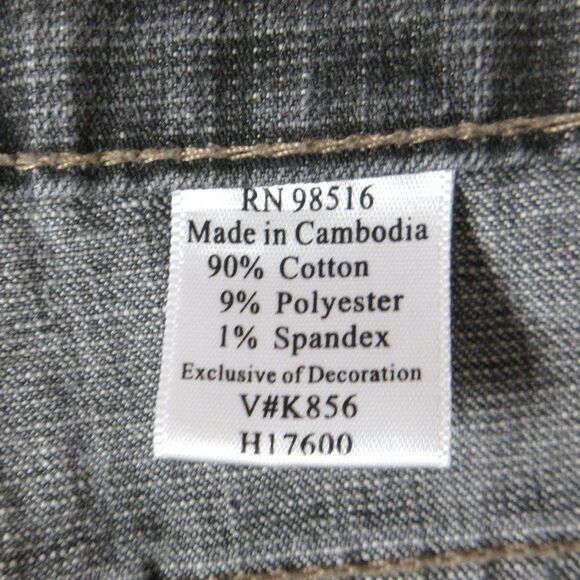 RN 98516
Made in Cambodia
90% Cotton
9% Polyester
1% Spandex
Exclusive of Decoration
V#K856
H17600